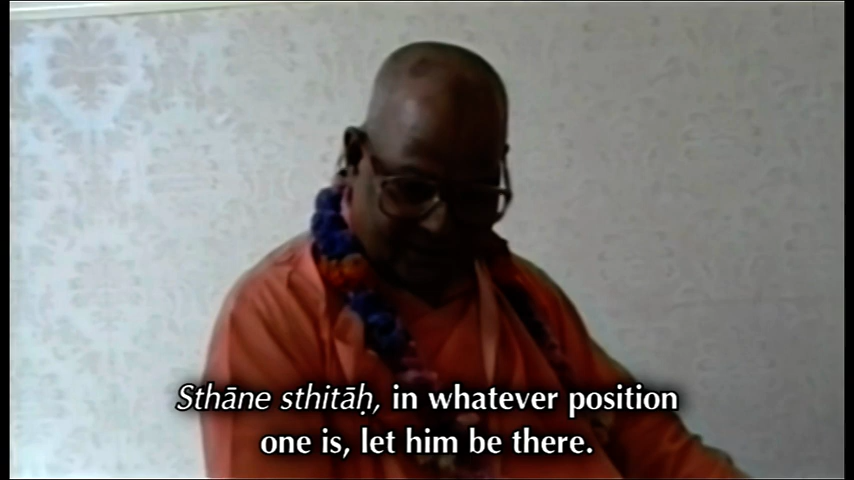 Sthāne sthitāḥ, in whatever position
one is, let him be there.